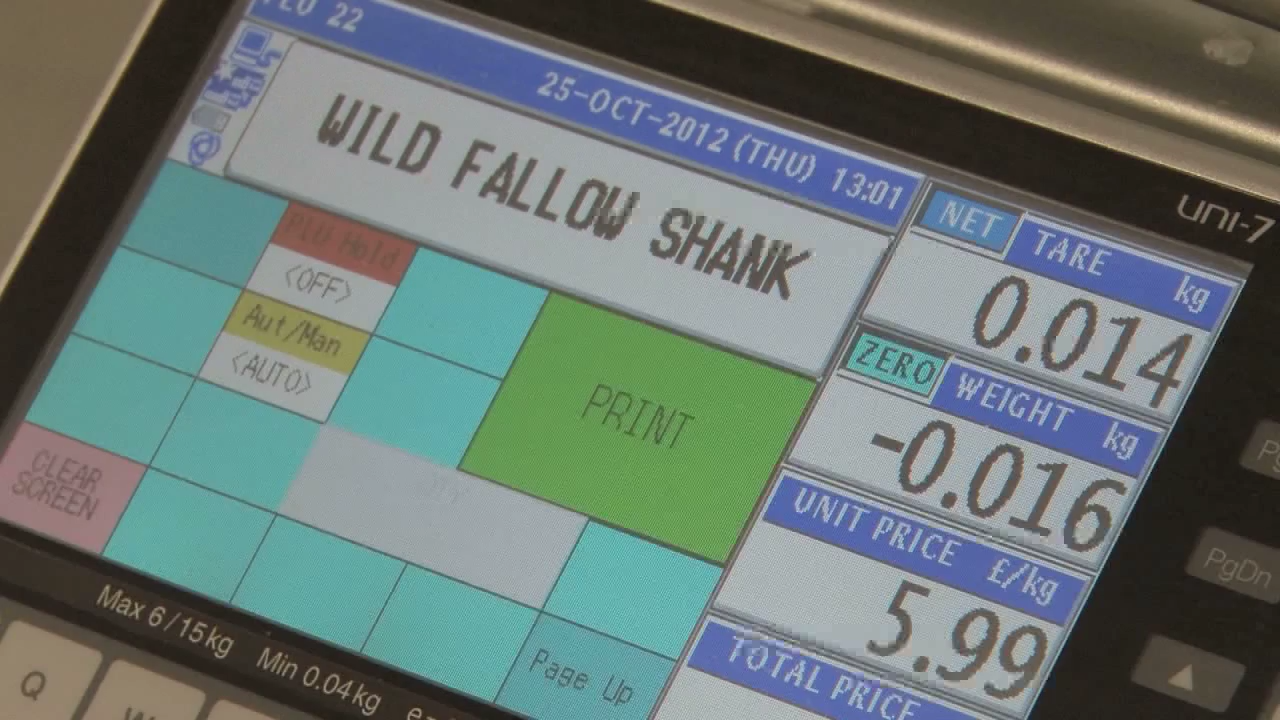 PLU 22
25-OCT-2012 (THU) 13:01
WILD FALLOW SHANK
UNI-7
NET TARE kg
0.014
PLU Hold
<OFF>
Aut/Man
<AUTO>
ZERO WEIGHT kg
-0.016
PRINT
UNIT PRICE £/kg
5.99
CLEAR
SCREEN
Page Up
TOTAL PRICE
PgDn
Max 6/15kg Min 0.04kg
Q